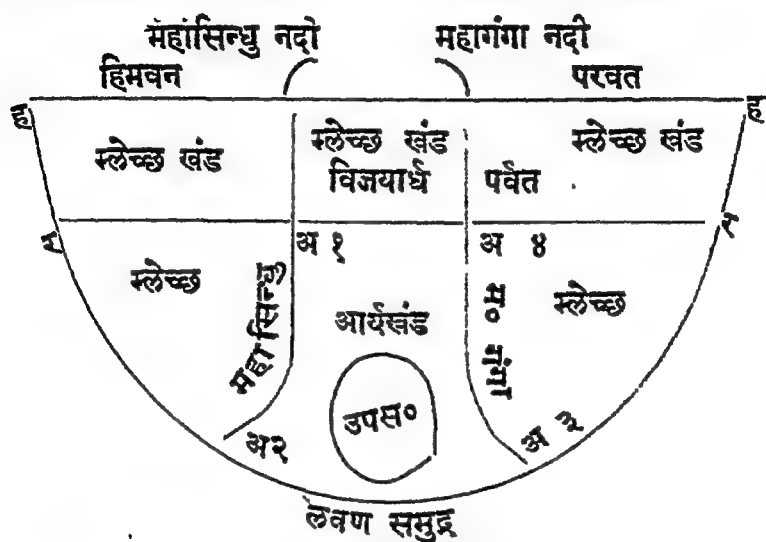 महासिन्धु नदो महागंगा नदी
हिमवन परवत
म्लेच्छ खंड म्लेच्छ खंड म्लेच्छ खंड
विजयार्ध पर्वत
अ १ अ ४
म्लेच्छ महासिन्धु आर्यखंड म० गंगा म्लेच्छ
उपस०
अ२ अ ३
लवण समुद्र